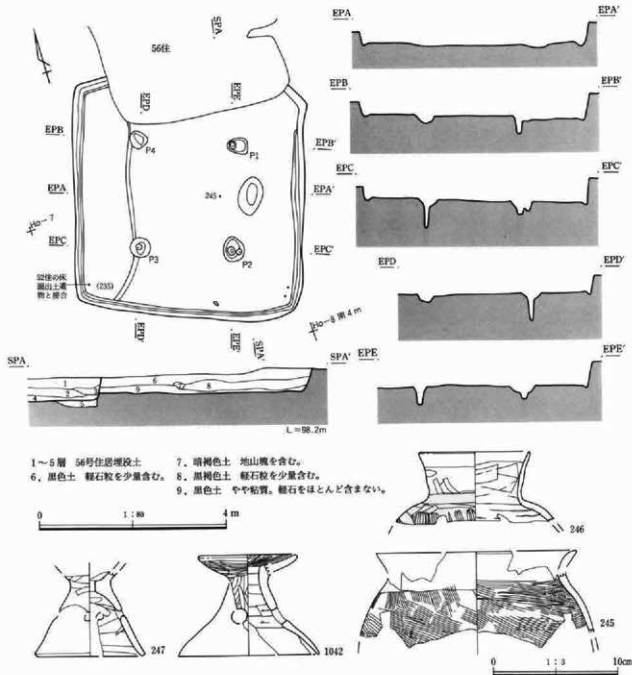 56住
SPA
EPD
EPE
EPB
EPB'
P4
P1
EPA
EPA'
245
Ho-7
EPC
EPC'
P3
P2
52住の床
面出土遺
物と接合
(235)
EPD'
EPE'
SPA'
EPA
EPA'
EPB
EPB'
EPC
EPC'
EPD
EPD'
EPE
EPE'
SPA
SPA'
1
6
8
9
4
5
L=98.2m
1～5層 56号住居埋没土
6、黒色土 軽石粒を少量含む。
7、暗褐色土 地山塊を含む。
8、黒褐色土 軽石粒を少量含む。
9、黒色土 やや粘質。軽石をほとんど含まない。
0 1:80 4m
246
247
1042
245
0 1:3 10cm